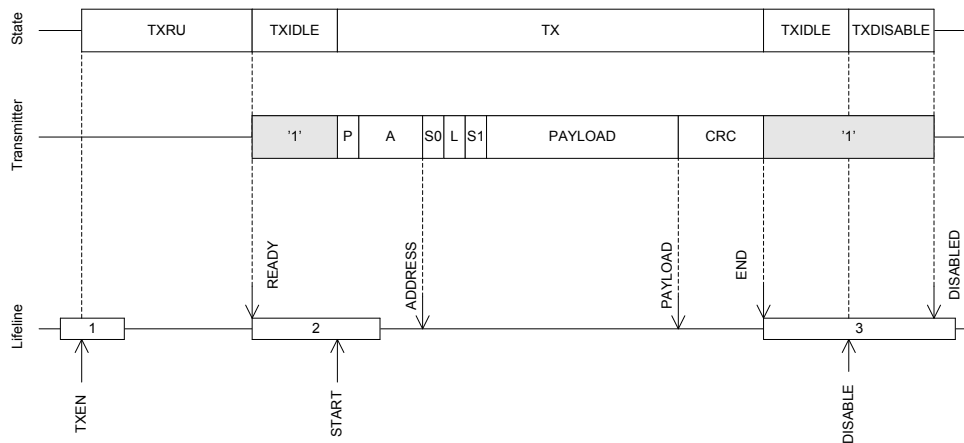 State
TXRU TXIDLE TX TXIDLE TXDISABLE
Transmitter
'1' P A S0 L S1 PAYLOAD CRC '1'
READY
ADDRESS
PAYLOAD
END
DISABLED
Lifeline
1 2 3
TXEN
START
DISABLE